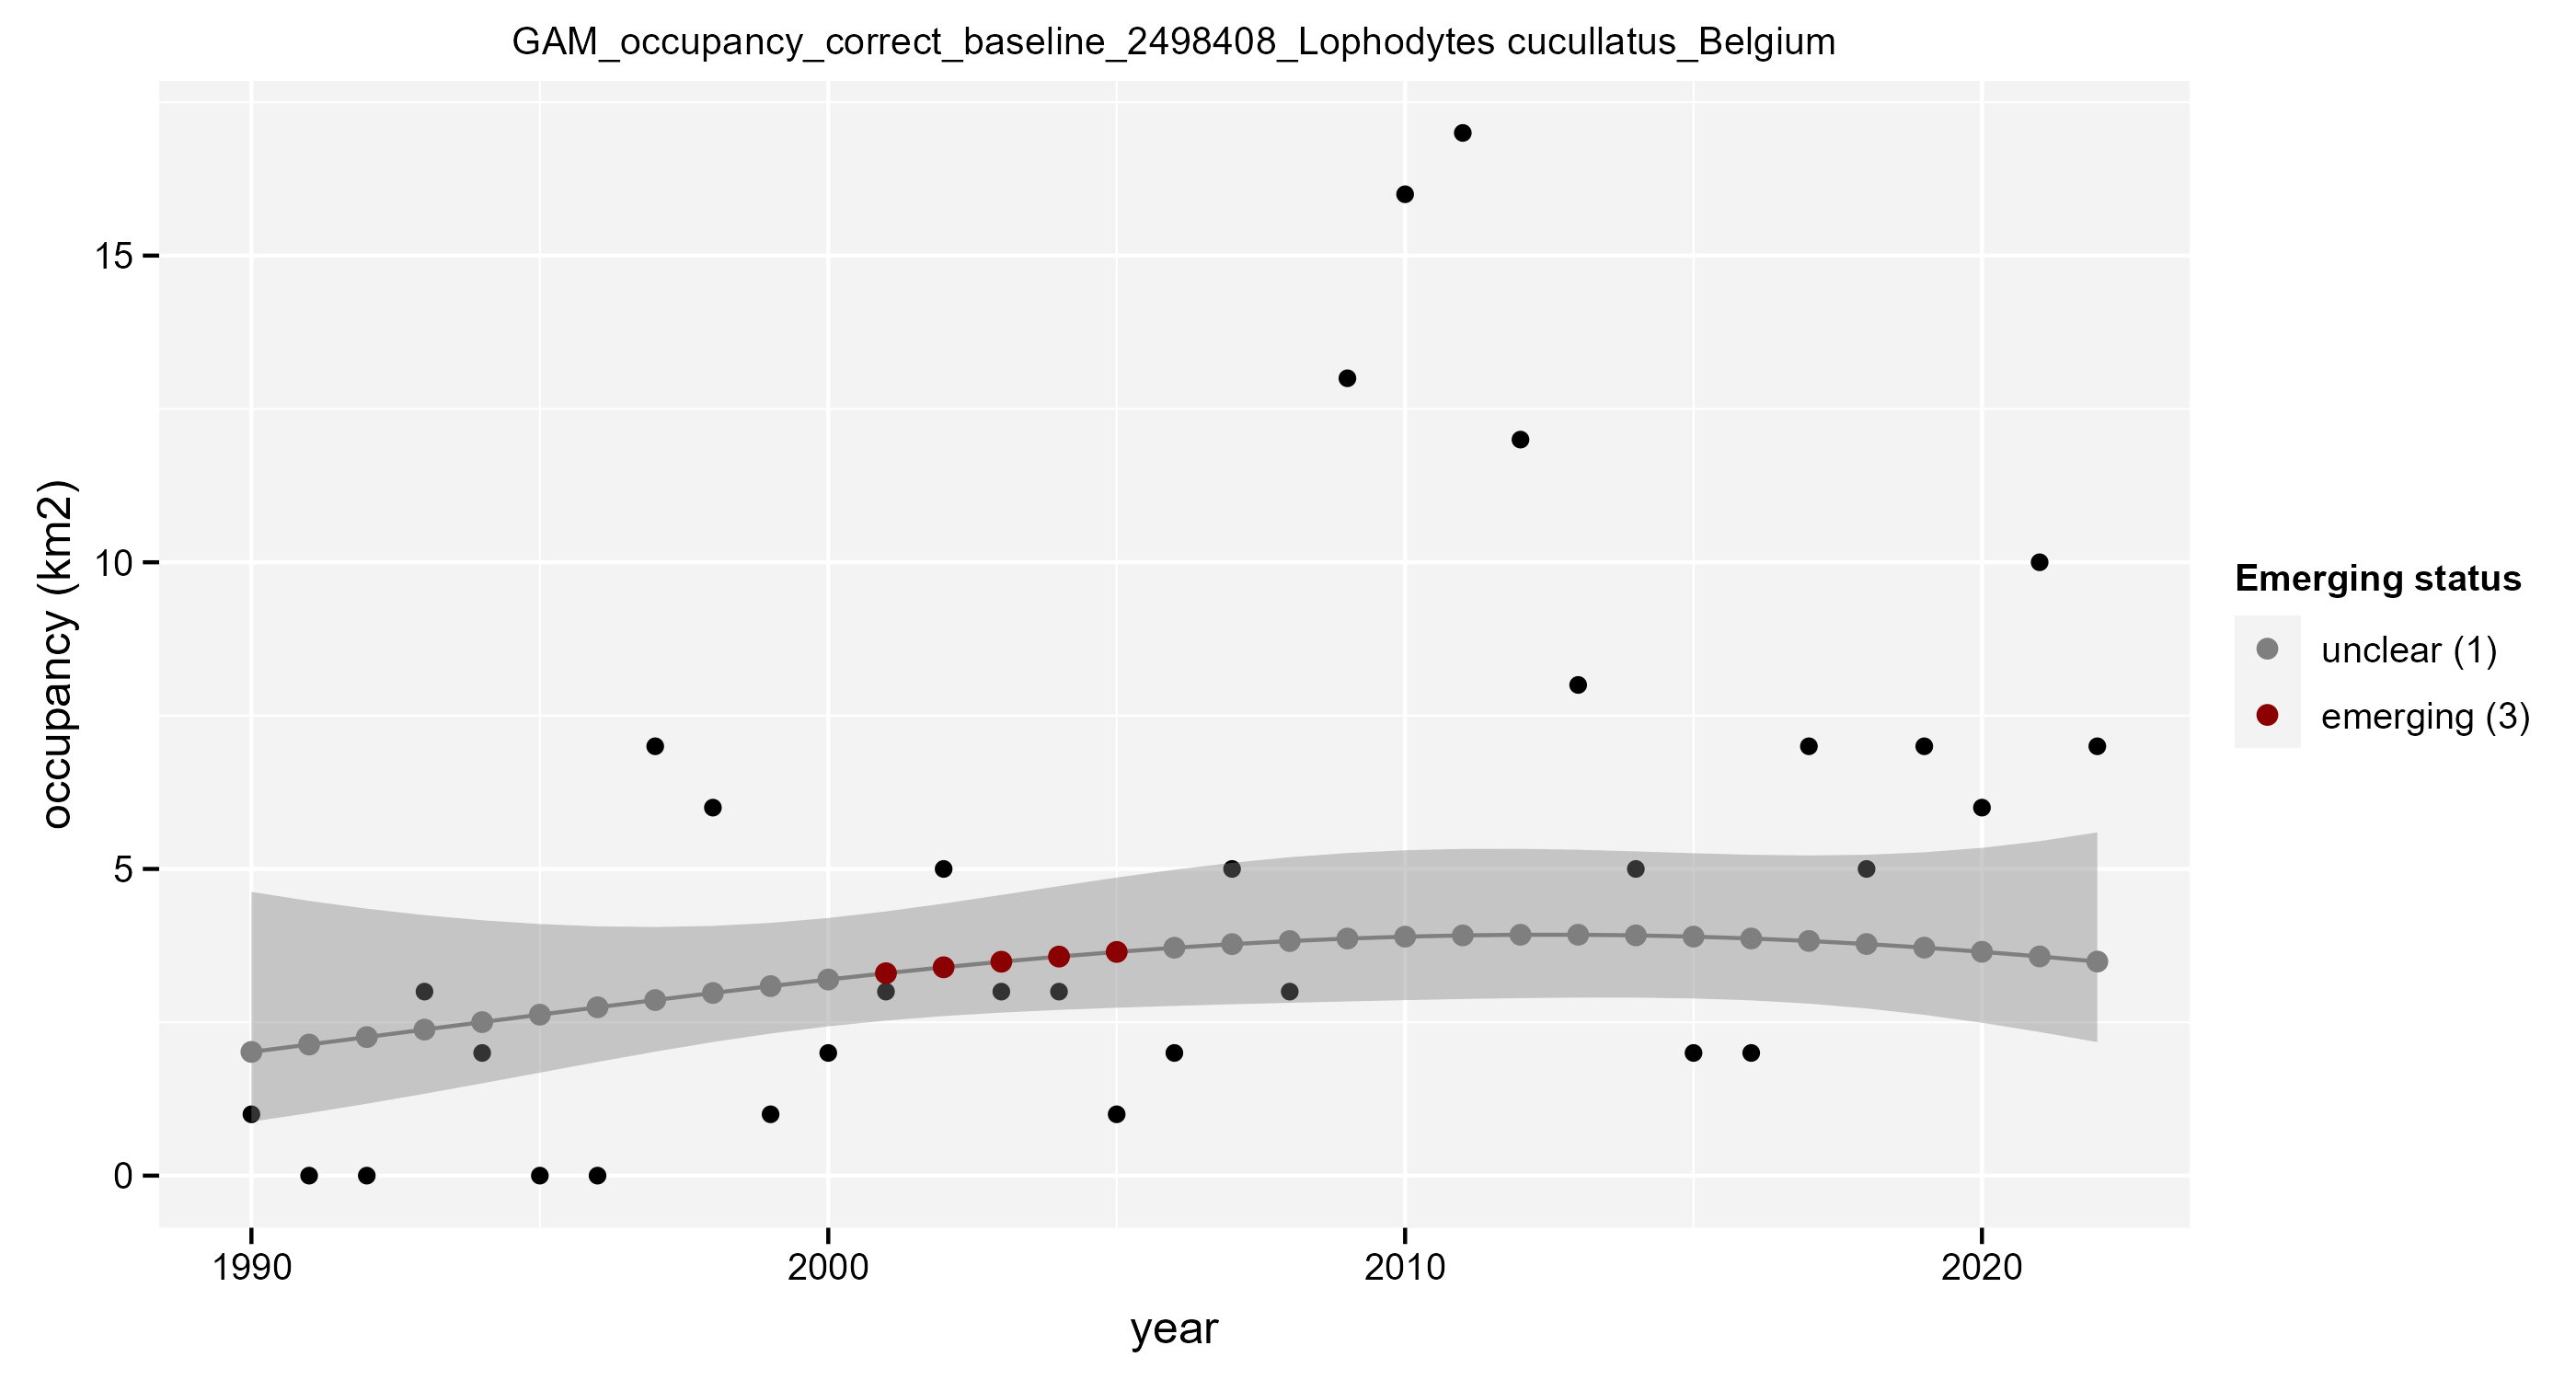 GAM_occupancy_correct_baseline_2498408_Lophodytes cucullatus_Belgium
occupancy (km2)
15
10
5
0
1990
2000
2010
2020
year
Emerging status
unclear (1)
emerging (3)